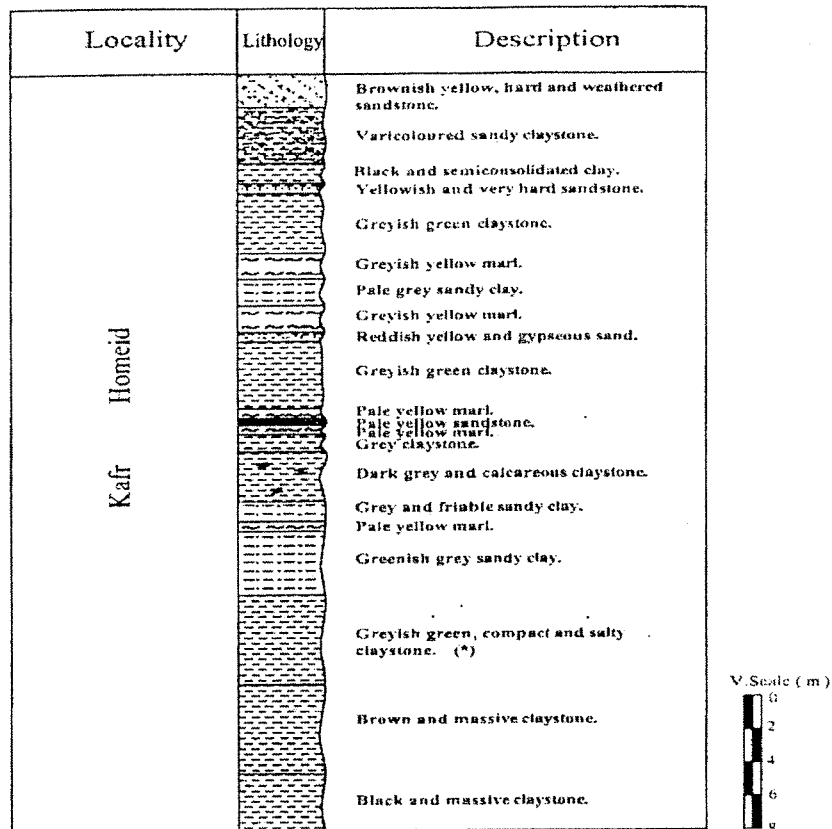 Locality
Lithology
Description
Brownish yellow, hard and weathered
sandstone.
Varicoloured sandy claystone.
Black and semiconsolidated clay.
Yellowish and very hard sandstone.
Greyish green claystone.
Greyish yellow marl.
Pale grey sandy clay.
Greyish yellow marl.
Reddish yellow and gypseous sand.
Greyish green claystone.
Pale yellow marl.
Pale yellow sandstone.
Pale yellow marl.
Grey claystone.
Dark grey and calcareous claystone.
Grey and friable sandy clay.
Pale yellow marl.
Greenish grey sandy clay.
Greyish green, compact and salty
claystone. (*)
Brown and massive claystone.
Black and massive claystone.
Kafr Homeid
V.Scale ( m )
0
2
4
6
8